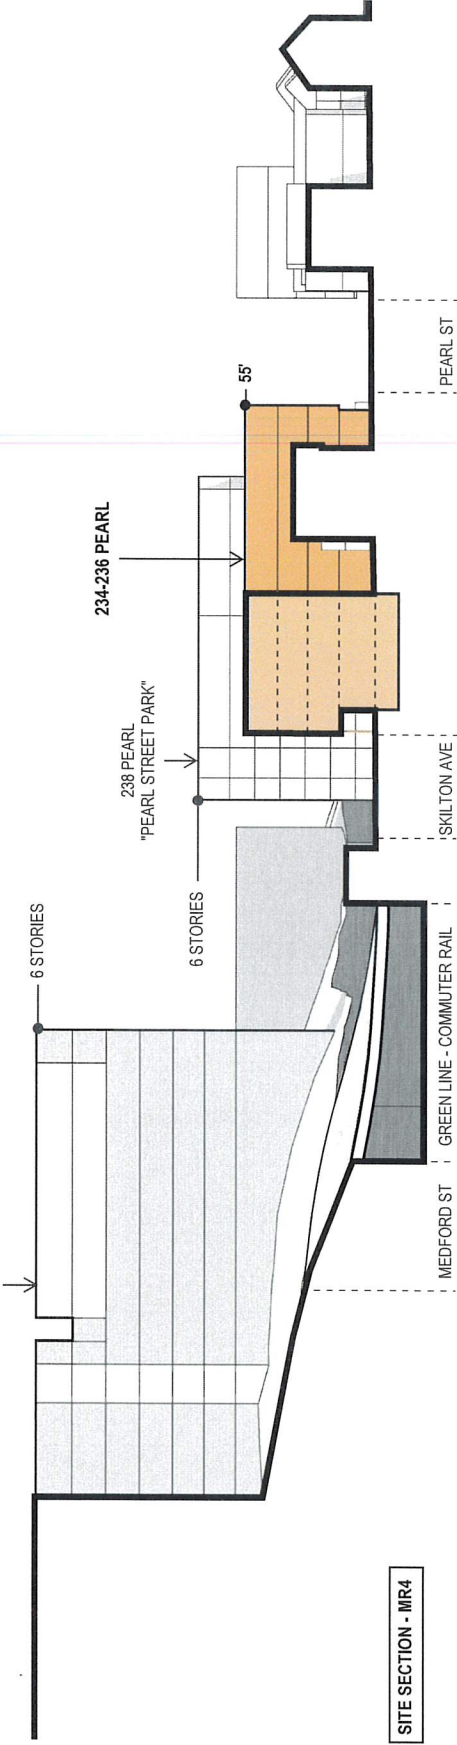 6 STORIES
6 STORIES
238 PEARL
"PEARL STREET PARK"
234-236 PEARL
55'
MEDFORD ST
GREEN LINE - COMMUTER RAIL
SKILTON AVE
PEARL ST
SITE SECTION - MR4